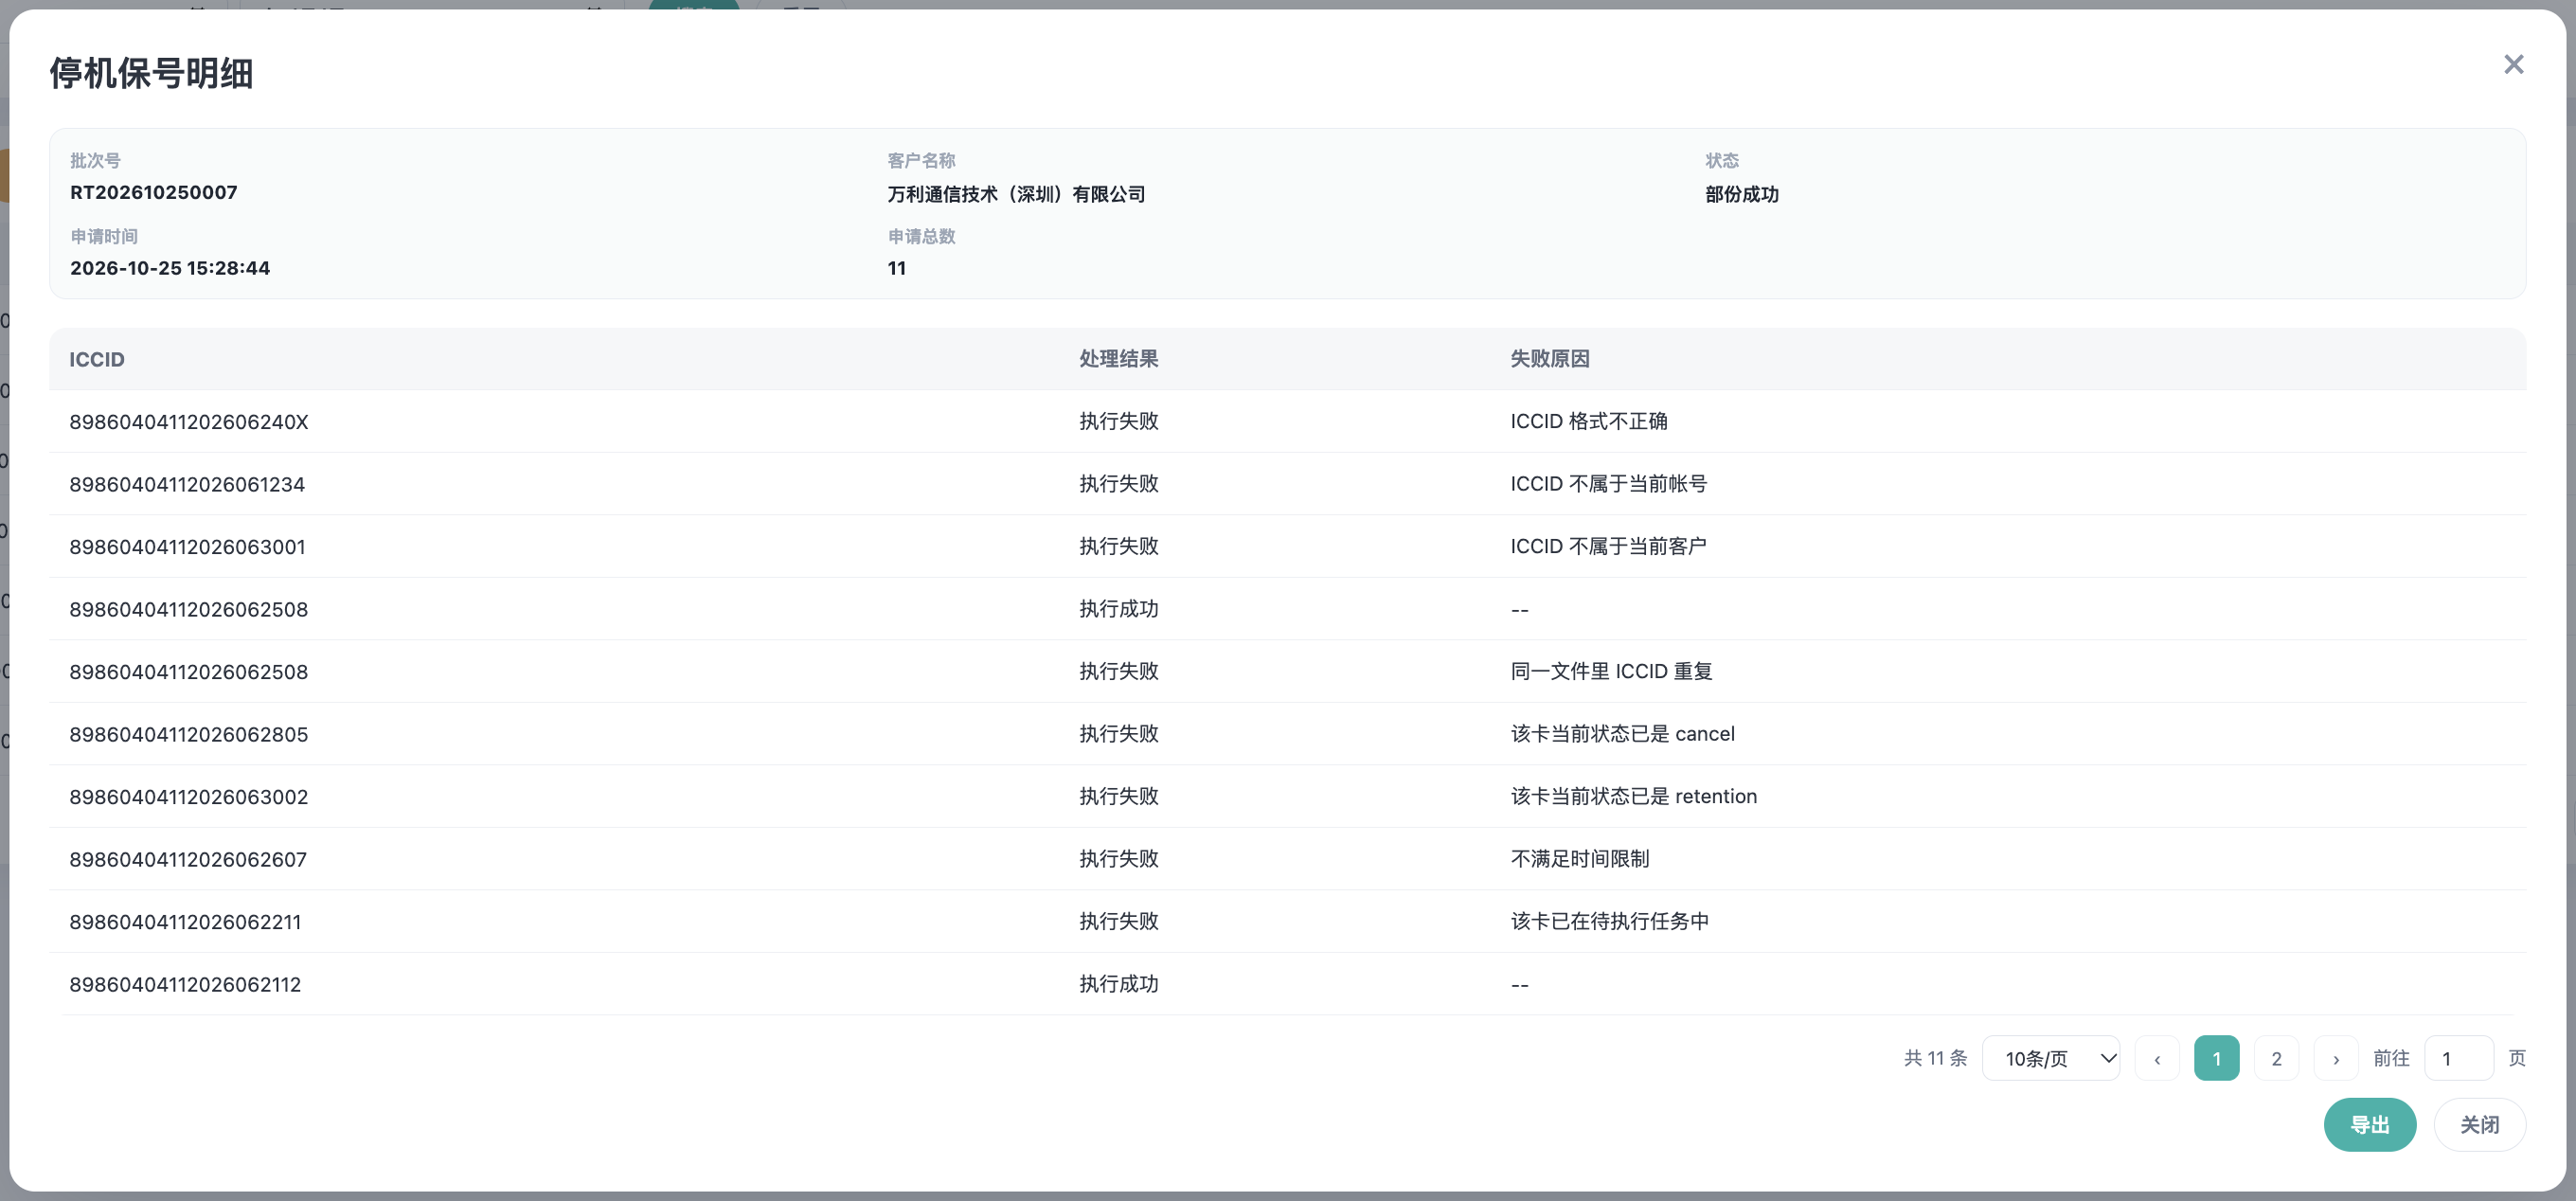 停机保号明细
批次号 客户名称 状态
RT202610250007 万利通信技术（深圳）有限公司 部份成功
申请时间 申请总数
2026-10-25 15:28:44 11
ICCID 处理结果 失败原因
8986040411202606240X 执行失败 ICCID 格式不正确
89860404112026061234 执行失败 ICCID 不属于当前帐号
89860404112026063001 执行失败 ICCID 不属于当前客户
89860404112026062508 执行成功 --
89860404112026062508 执行失败 同一文件里 ICCID 重复
89860404112026062805 执行失败 该卡当前状态已是 cancel
89860404112026063002 执行失败 该卡当前状态已是 retention
89860404112026062607 执行失败 不满足时间限制
89860404112026062211 执行失败 该卡已在待执行任务中
89860404112026062112 执行成功 --
共 11 条 10条/页 ‹ 1 2 › 前往 1 页
导出 关闭